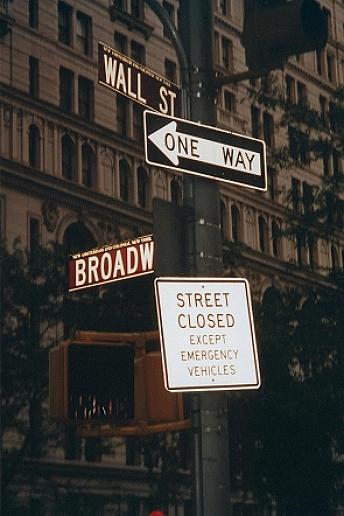 WALL ST
ONE WAY
BROADW
STREET
CLOSED
EXCEPT
EMERGENCY
VEHICLES